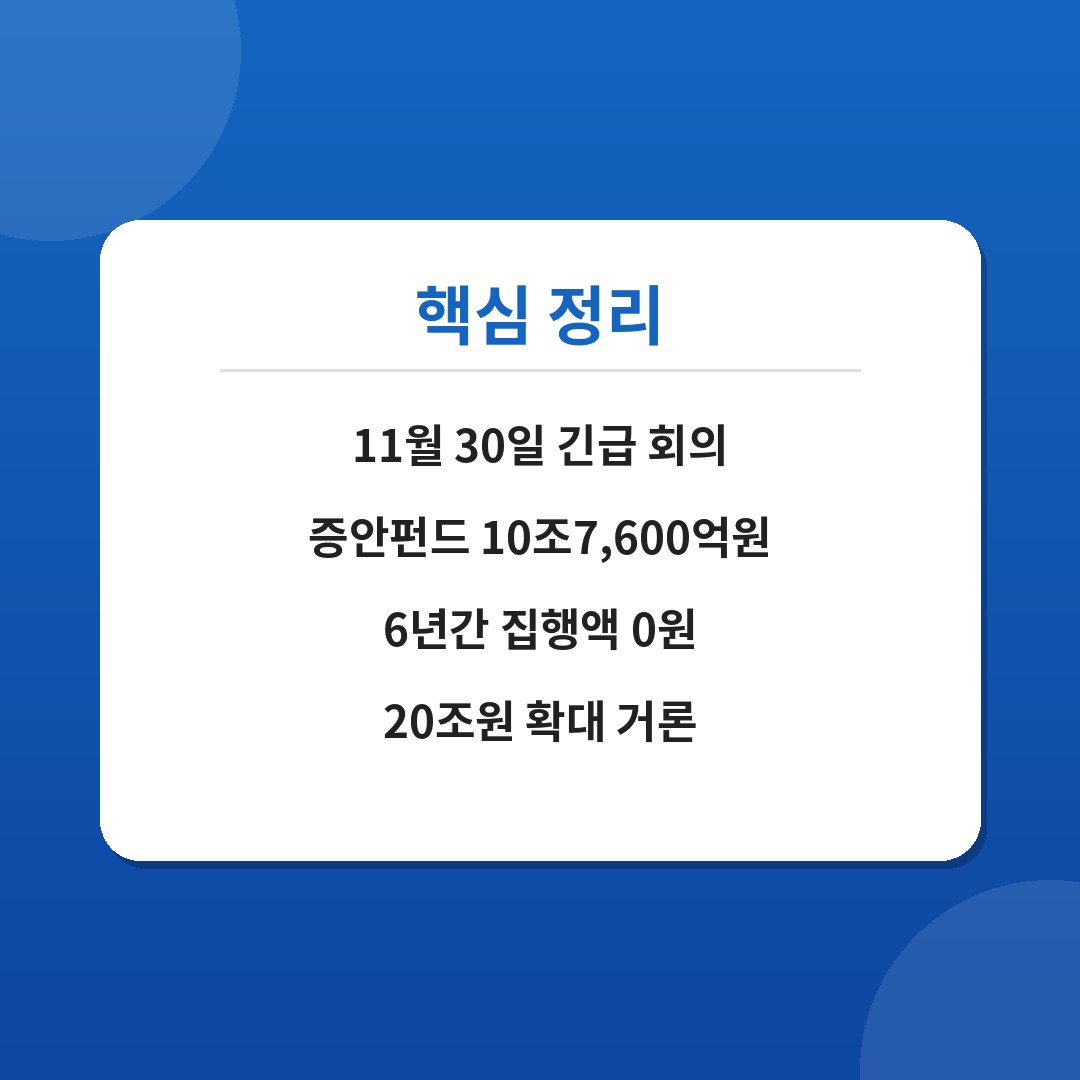 핵심 정리
11월 30일 긴급 회의
증안펀드 10조7,600억원
6년간 집행액 0원
20조원 확대 거론